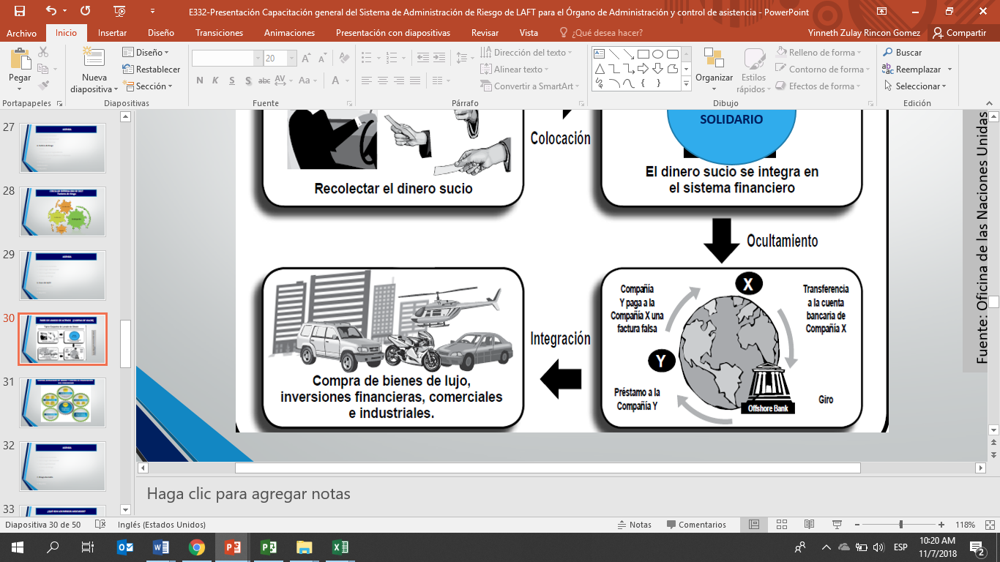 E332-Presentación Capacitación general del Sistema de Administración de Riesgo de LAFT para el Órgano de Administración y control de asistencia - PowerPoint
Archivo
Inicio
Insertar
Diseño
Transiciones
Animaciones
Presentación con diapositivas
Revisar
Vista
¿Qué desea hacer?
Yinneth Zulay Rincon Gomez
Compartir
Pegar
Nueva
diapositiva
Diseño
Restablecer
Sección
20
N K S S abc AV Aa A
Dirección del texto
Alinear texto
Convertir a SmartArt
Organizar
Estilos
rápidos
Relleno de forma
Contorno de forma
Efectos de forma
Buscar
Reemplazar
Seleccionar
Portapapeles
Diapositivas
Fuente
Párrafo
Dibujo
Edición
27
AGENDA
28
29
AGENDA
30
31
32
AGENDA
33
SOLIDARIO
Colocación
Recolectar el dinero sucio
El dinero sucio se integra en
el sistema financiero
Ocultamiento
Compañía
Y paga a la
Compañía X una
factura falsa
X
Transferencia
a la cuenta
bancaria de
Compañía X
Y
Préstamo a la
Compañía Y
Offshore Bank
Giro
Integración
Compra de bienes de lujo,
inversiones financieras, comerciales
e industriales.
Fuente: Oficina de las Naciones Unidas
Haga clic para agregar notas
Diapositiva 30 de 50
Inglés (Estados Unidos)
Notas
Comentarios
118%
ESP
10:20 AM
11/7/2018
2